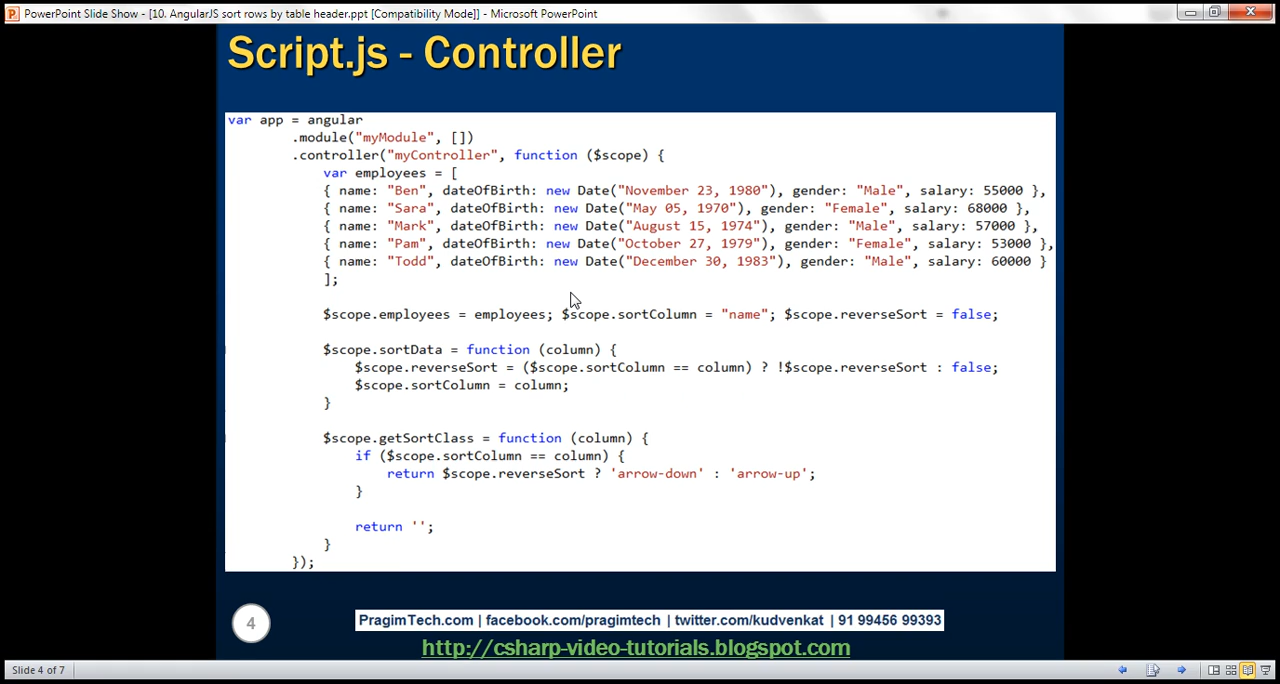 PowerPoint Slide Show - [10. AngularJS sort rows by table header.ppt [Compatibility Mode]] - Microsoft PowerPoint
Script.js - Controller
var app = angular
.module("myModule", [])
.controller("myController", function ($scope) {
var employees = [
{ name: "Ben", dateOfBirth: new Date("November 23, 1980"), gender: "Male", salary: 55000 },
{ name: "Sara", dateOfBirth: new Date("May 05, 1970"), gender: "Female", salary: 68000 },
{ name: "Mark", dateOfBirth: new Date("August 15, 1974"), gender: "Male", salary: 57000 },
{ name: "Pam", dateOfBirth: new Date("October 27, 1979"), gender: "Female", salary: 53000 },
{ name: "Todd", dateOfBirth: new Date("December 30, 1983"), gender: "Male", salary: 60000 }
];
$scope.employees = employees; $scope.sortColumn = "name"; $scope.reverseSort = false;
$scope.sortData = function (column) {
$scope.reverseSort = ($scope.sortColumn == column) ? !$scope.reverseSort : false;
$scope.sortColumn = column;
}
$scope.getSortClass = function (column) {
if ($scope.sortColumn == column) {
return $scope.reverseSort ? 'arrow-down' : 'arrow-up';
}
return '';
}
});
4
PragimTech.com | facebook.com/pragimtech | twitter.com/kudvenkat | 91 99456 99393
http://csharp-video-tutorials.blogspot.com
Slide 4 of 7